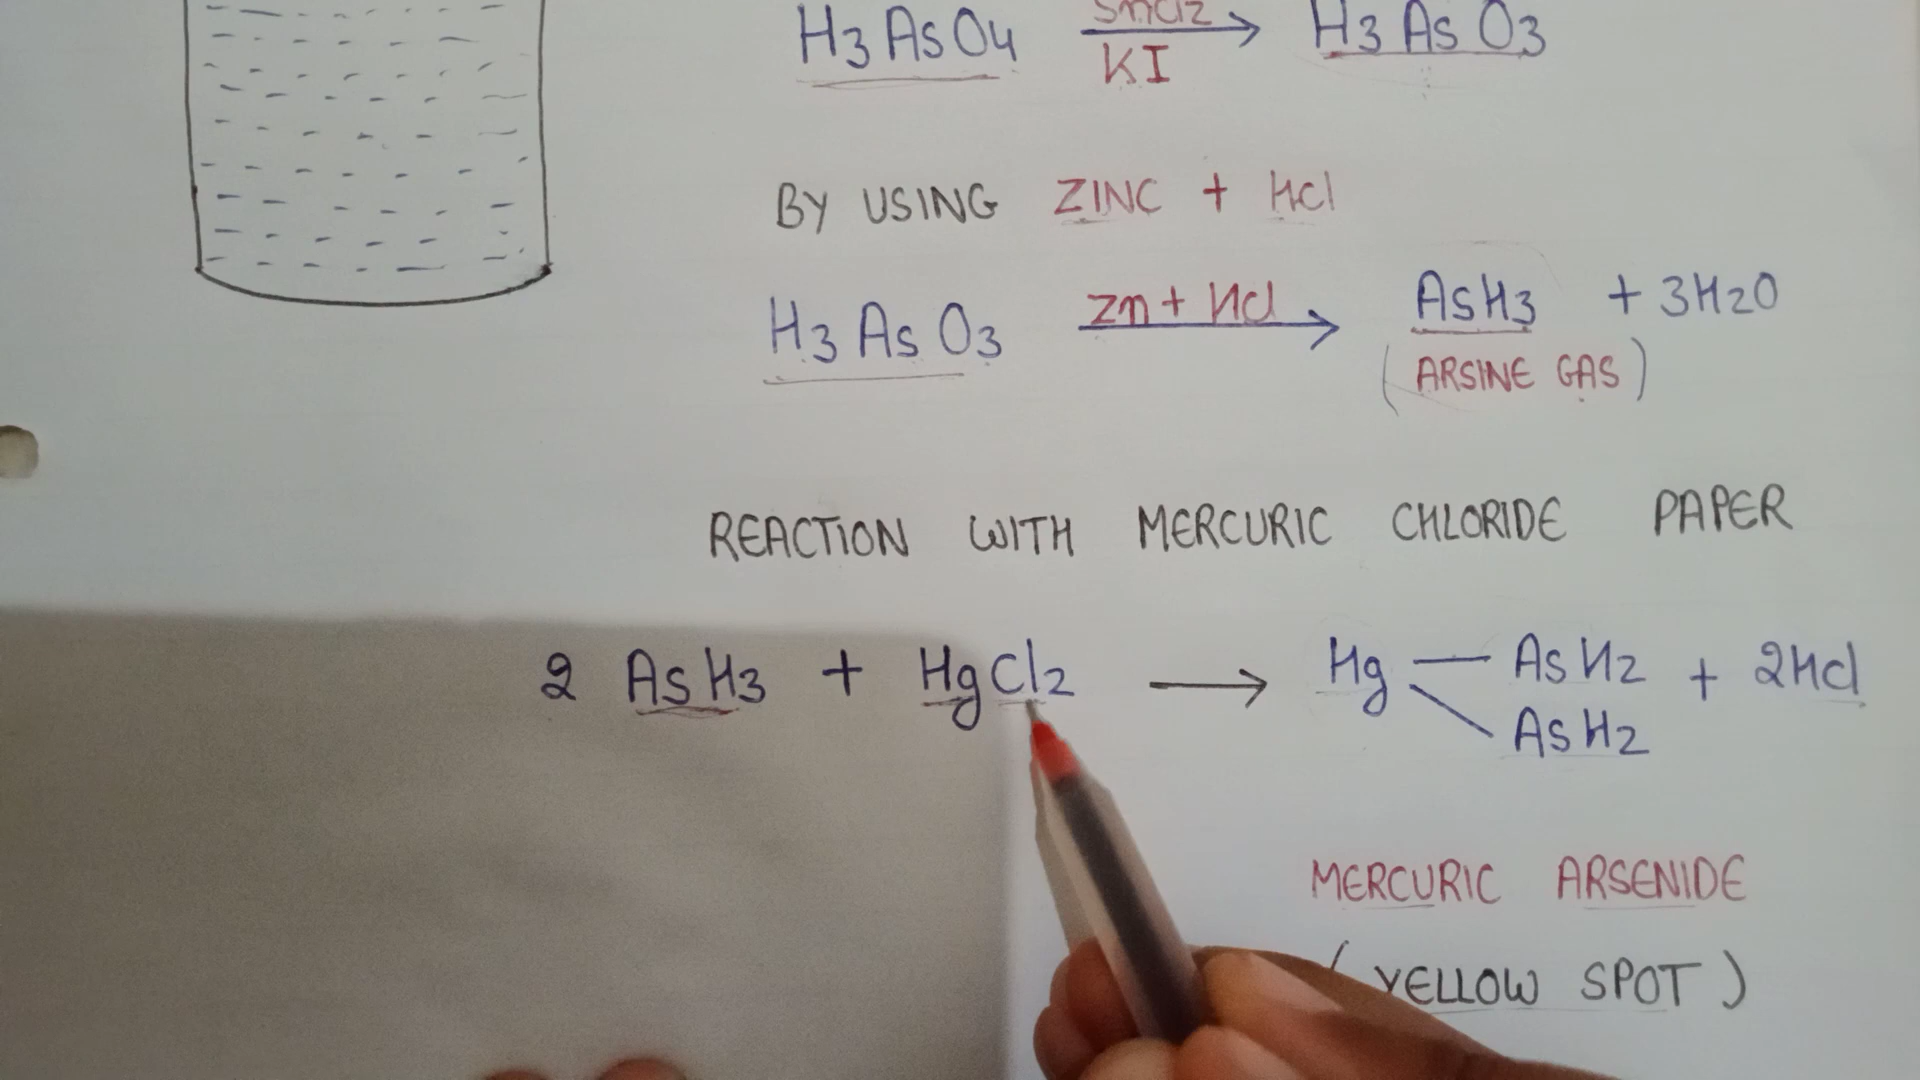 H3AsO4 SnCl2 → H3AsO3
KI
BY USING ZINC + HCl
H3AsO3 Zn + HCl → AsH3 + 3H2O
(ARSINE GAS)
REACTION WITH MERCURIC CHLORIDE PAPER
2 AsH3 + HgCl2 → Hg — AsH2 + 2HCl
AsH2
MERCURIC ARSENIDE
(YELLOW SPOT)